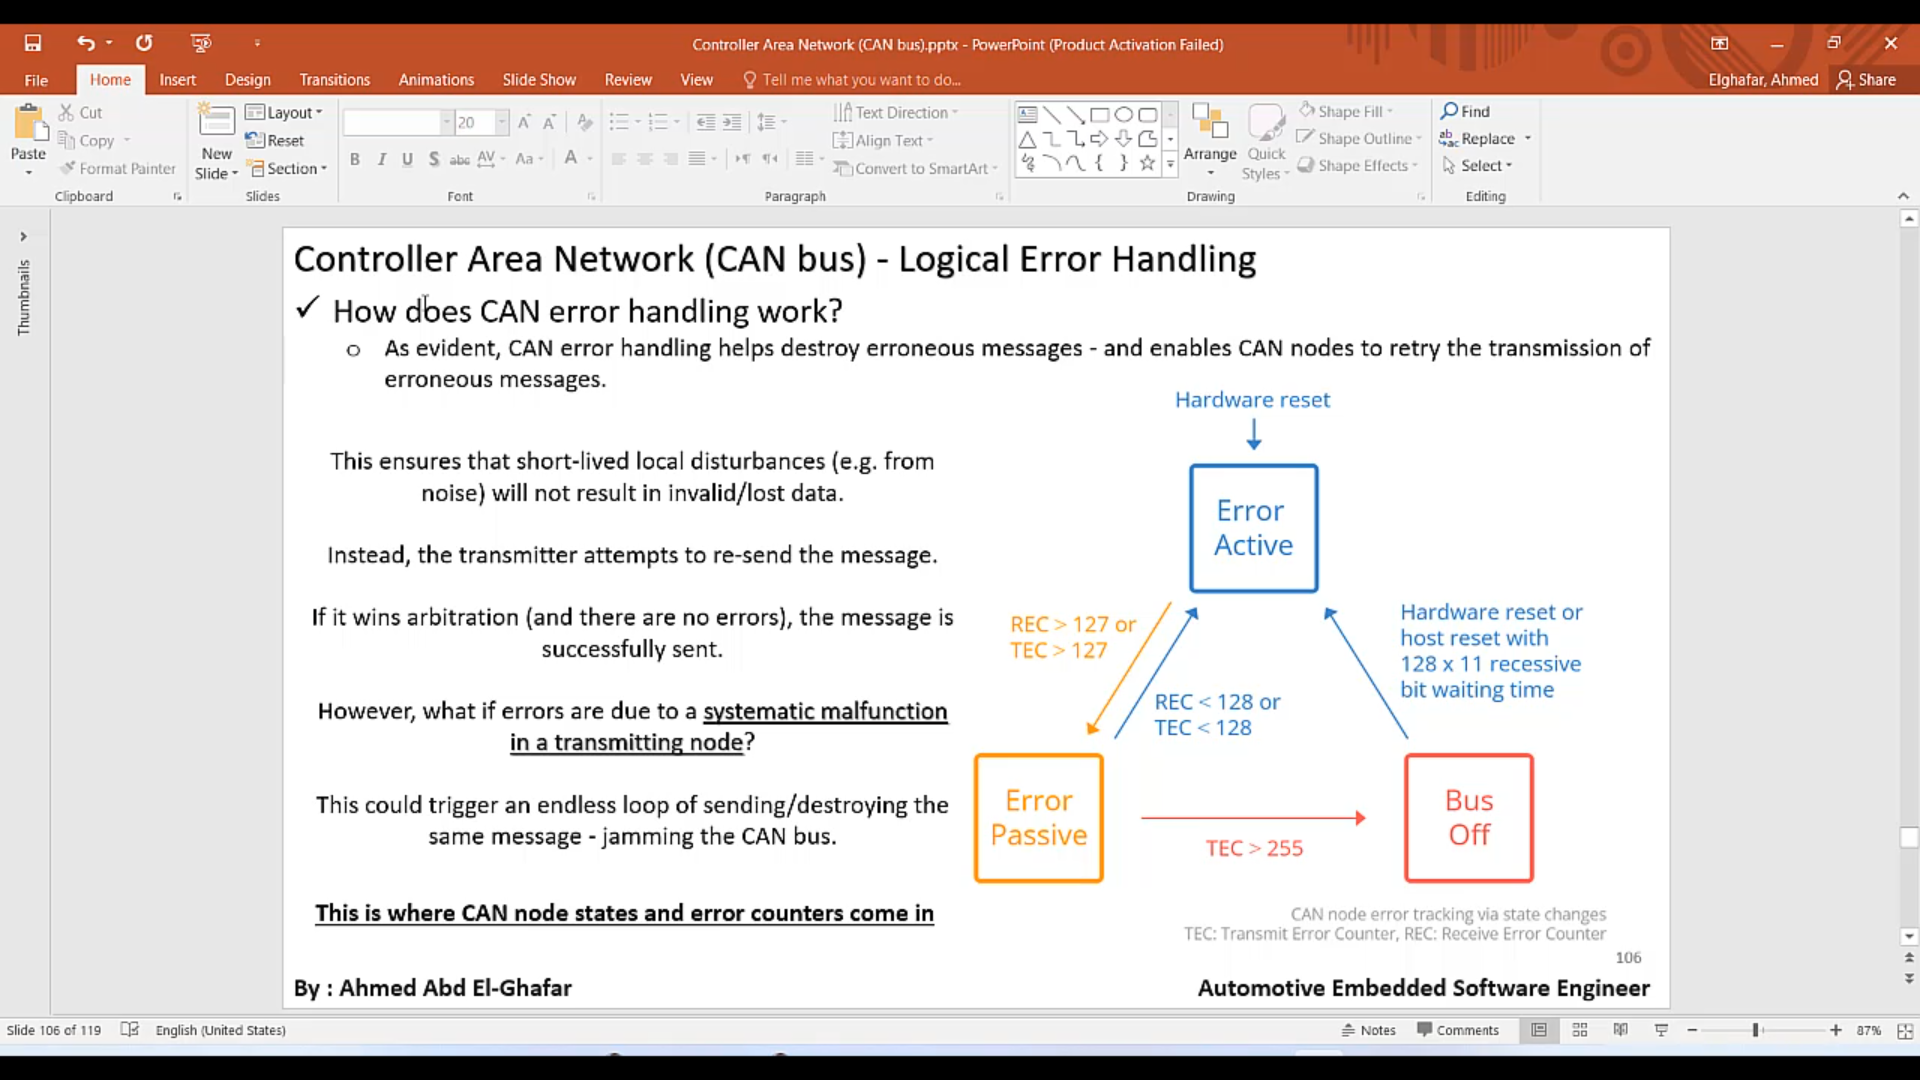 Controller Area Network (CAN bus).pptx - PowerPoint (Product Activation Failed)
File Home Insert Design Transitions Animations Slide Show Review View Tell me what you want to do... Elghafar, Ahmed Share
Paste
Cut
Copy
Format Painter
Clipboard
New
Slide
Layout
Reset
Section
Slides
20
B I U S abc AV Aa A
Font
Text Direction
Align Text
Convert to SmartArt
Paragraph
Arrange
Quick
Styles
Shape Fill
Shape Outline
Shape Effects
Drawing
Find
Replace
Select
Editing
Thumbnails
Controller Area Network (CAN bus) - Logical Error Handling
✓ How does CAN error handling work?
o As evident, CAN error handling helps destroy erroneous messages - and enables CAN nodes to retry the transmission of
erroneous messages.
This ensures that short-lived local disturbances (e.g. from
noise) will not result in invalid/lost data.
Instead, the transmitter attempts to re-send the message.
If it wins arbitration (and there are no errors), the message is
successfully sent.
However, what if errors are due to a systematic malfunction
in a transmitting node?
This could trigger an endless loop of sending/destroying the
same message - jamming the CAN bus.
This is where CAN node states and error counters come in
Hardware reset
Error
Active
REC > 127 or
TEC > 127
REC < 128 or
TEC < 128
Hardware reset or
host reset with
128 x 11 recessive
bit waiting time
Error
Passive
TEC > 255
Bus
Off
CAN node error tracking via state changes
TEC: Transmit Error Counter, REC: Receive Error Counter
106
By : Ahmed Abd El-Ghafar
Automotive Embedded Software Engineer
Slide 106 of 119 English (United States) Notes Comments 87%